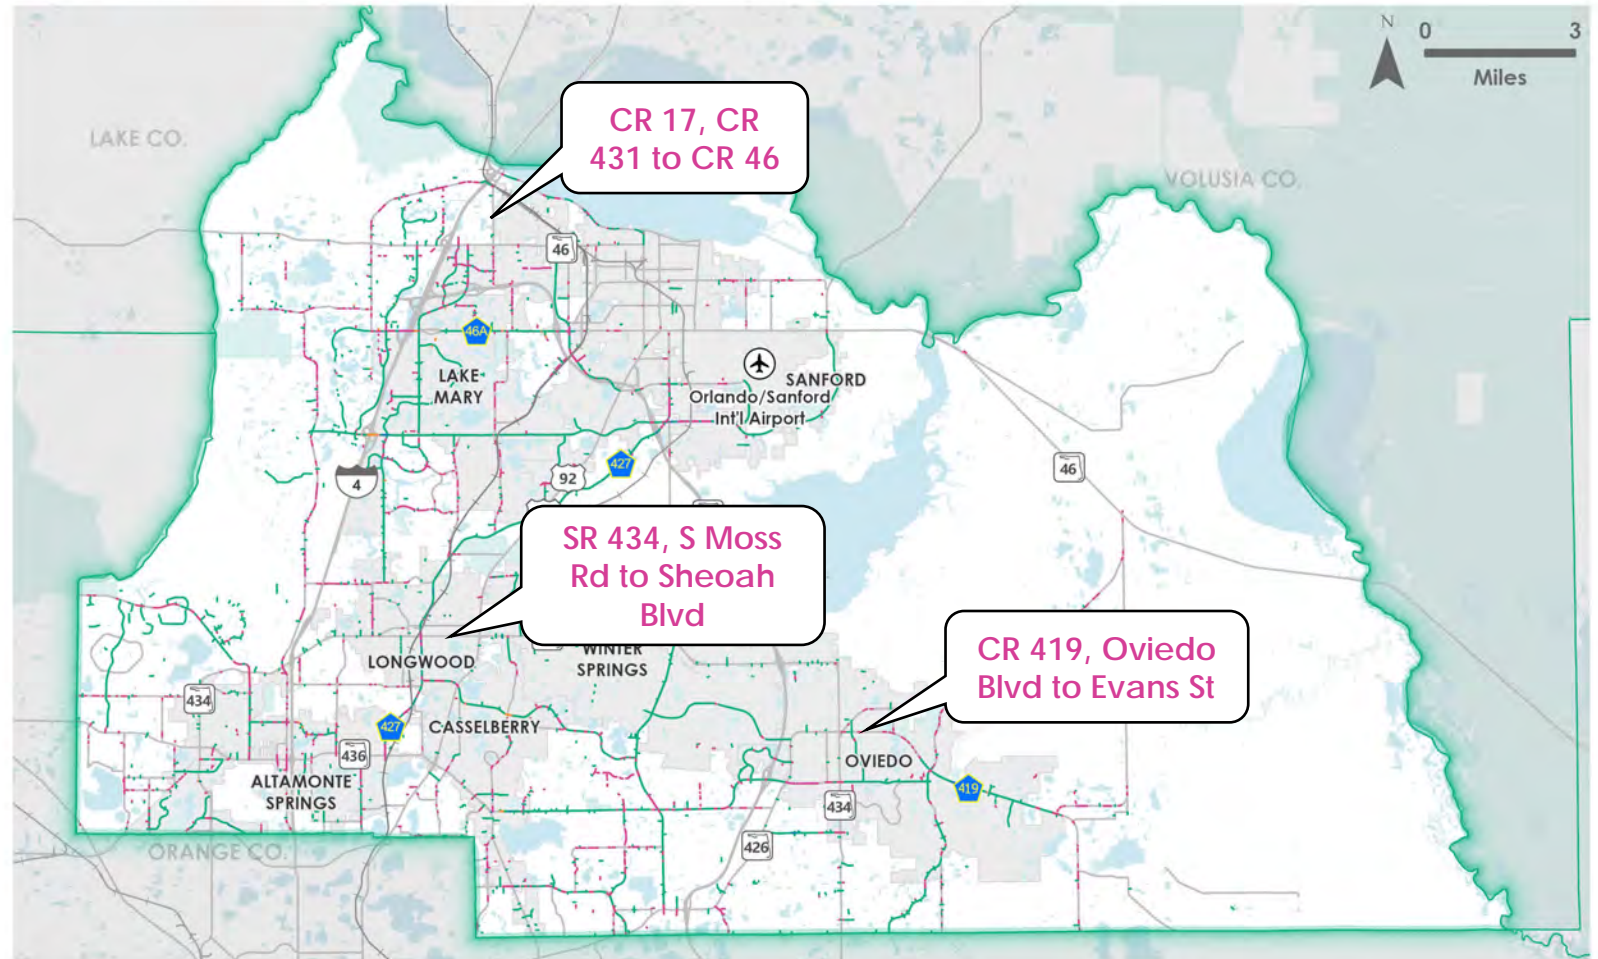 N
0 3
Miles
CR 17, CR
431 to CR 46
LAKE CO.
VOLUSIA CO.
46
46A
LAKE
MARY
SANFORD
Orlando/Sanford
Int'l Airport
427
92
46
4
SR 434, S Moss
Rd to Sheoah
Blvd
WINTER
SPRINGS
LONGWOOD
CR 419, Oviedo
Blvd to Evans St
434
427
CASSELBERRY
436
OVIEDO
ALTAMONTE
SPRINGS
419
434
426
ORANGE CO.